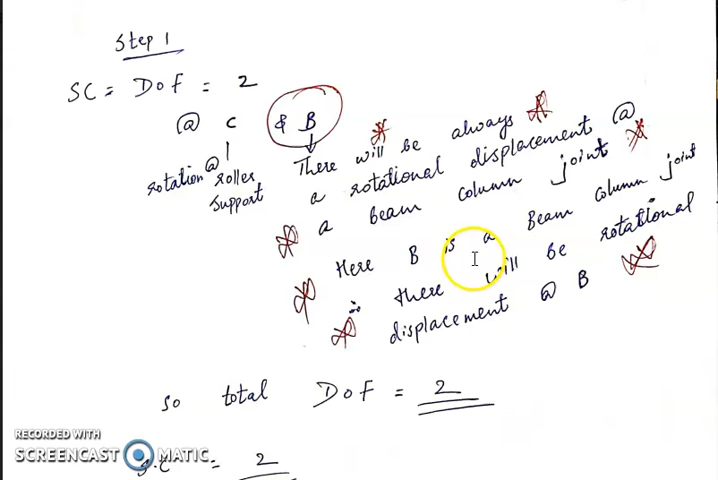 Step 1
SC = DOF = 2
@ C & B
rotation @ roller support
There will be always
a rotational displacement @
a beam column joint
Here B is a Beam column joint
∴ there will be rotational
displacement @ B
so total DOF = 2
RECORDED WITH
SCREENCAST MATIC
= 2